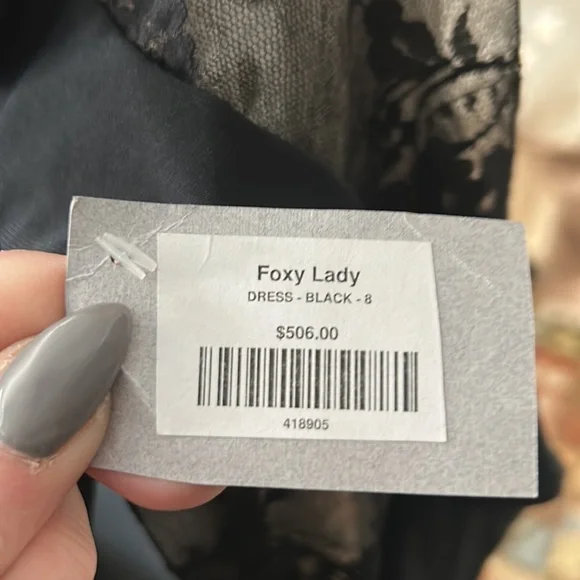 Foxy Lady
DRESS - BLACK - 8
$506.00
418905